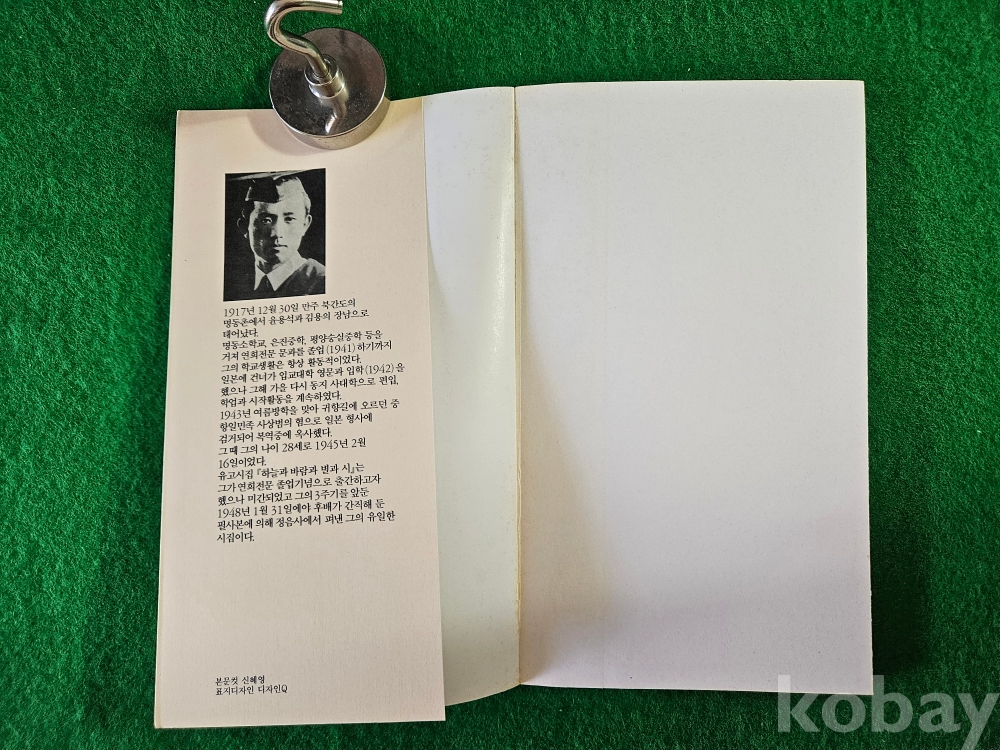 1917년 12월 30일 만주 북간도의
명동촌에서 윤용석과 김용의 장남으로
태어났다.
명동소학교, 은진중학, 평양숭실중학 등을
거쳐 연희전문 문과를 졸업(1941)하기까지
그의 학교생활은 항상 활동적이었다.
일본에 건너가 입교대학 영문과 입학(1942)을
했으나 그해 가을 다시 동지 사대학으로 편입,
학업과 시작활동을 계속하였다.
1943년 여름방학을 맞아 귀향길에 오르던 중
항일민족 사상범의 혐으로 일본 형사에
검거되어 복역중에 옥사했다.
그 때 그의 나이 28세로 1945년 2월
16일이었다.
유고시집 『하늘과 바람과 별과 시』는
그가 연희전문 졸업기념으로 출간하고자
했으나 미간되었고 그의 3주기를 앞둔
1948년 1월 31일에야 후배가 간직해 둔
필사본에 의해 정음사에서 펴낸 그의 유일한
시집이다.
본문컷 신혜영
표지디자인 디자인Q
kobay